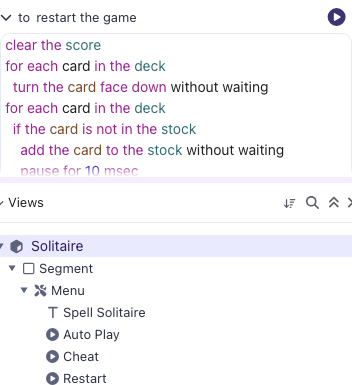 to restart the game
clear the score
for each card in the deck
turn the card face down without waiting
for each card in the deck
if the card is not in the stock
add the card to the stock without waiting
pause for 10 msec
Views
Solitaire
Segment
Menu
Spell Solitaire
Auto Play
Cheat
Restart